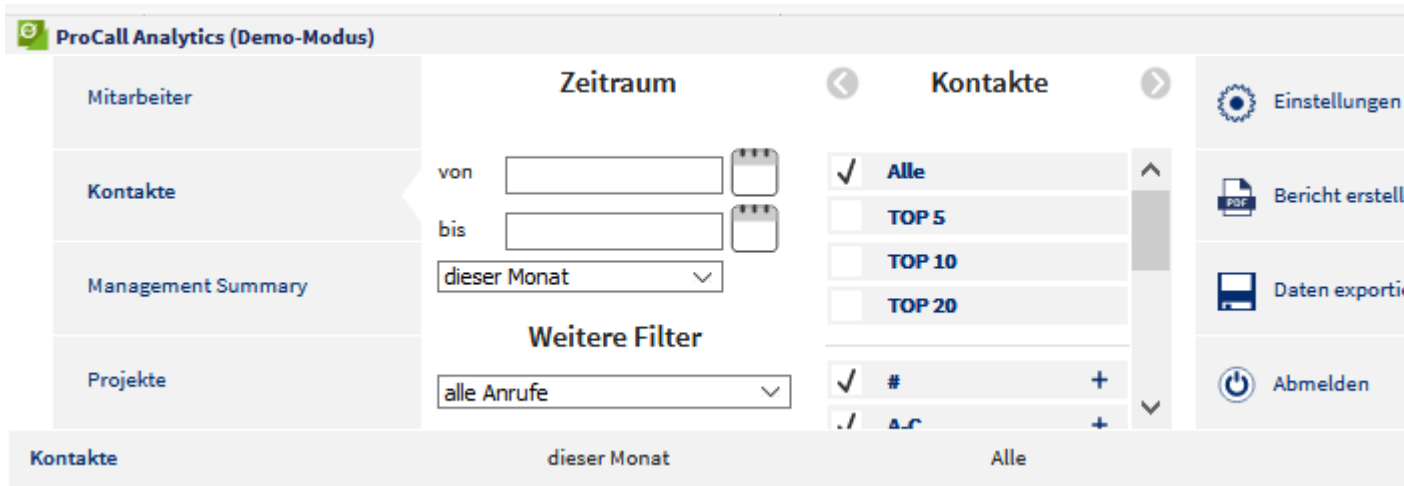 ProCall Analytics (Demo-Modus)
Mitarbeiter
Kontakte
Management Summary
Projekte
Zeitraum
von
bis
dieser Monat
Weitere Filter
alle Anrufe
Kontakte
Alle
TOP 5
TOP 10
TOP 20
#
+
A-C
+
Einstellungen
PDF
Bericht erstell
Daten exportie
Abmelden
Kontakte
dieser Monat
Alle